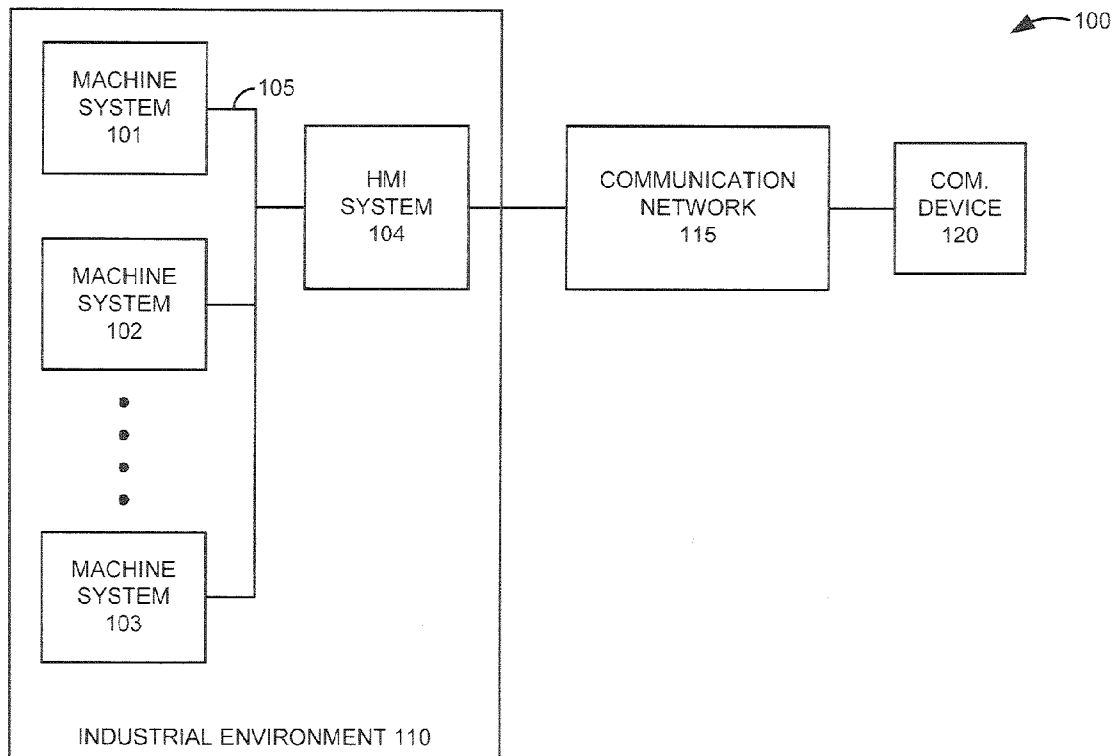 100
MACHINE
SYSTEM
101
105
HMI
SYSTEM
104
COMMUNICATION
NETWORK
115
COM.
DEVICE
120
MACHINE
SYSTEM
102
MACHINE
SYSTEM
103
INDUSTRIAL ENVIRONMENT 110